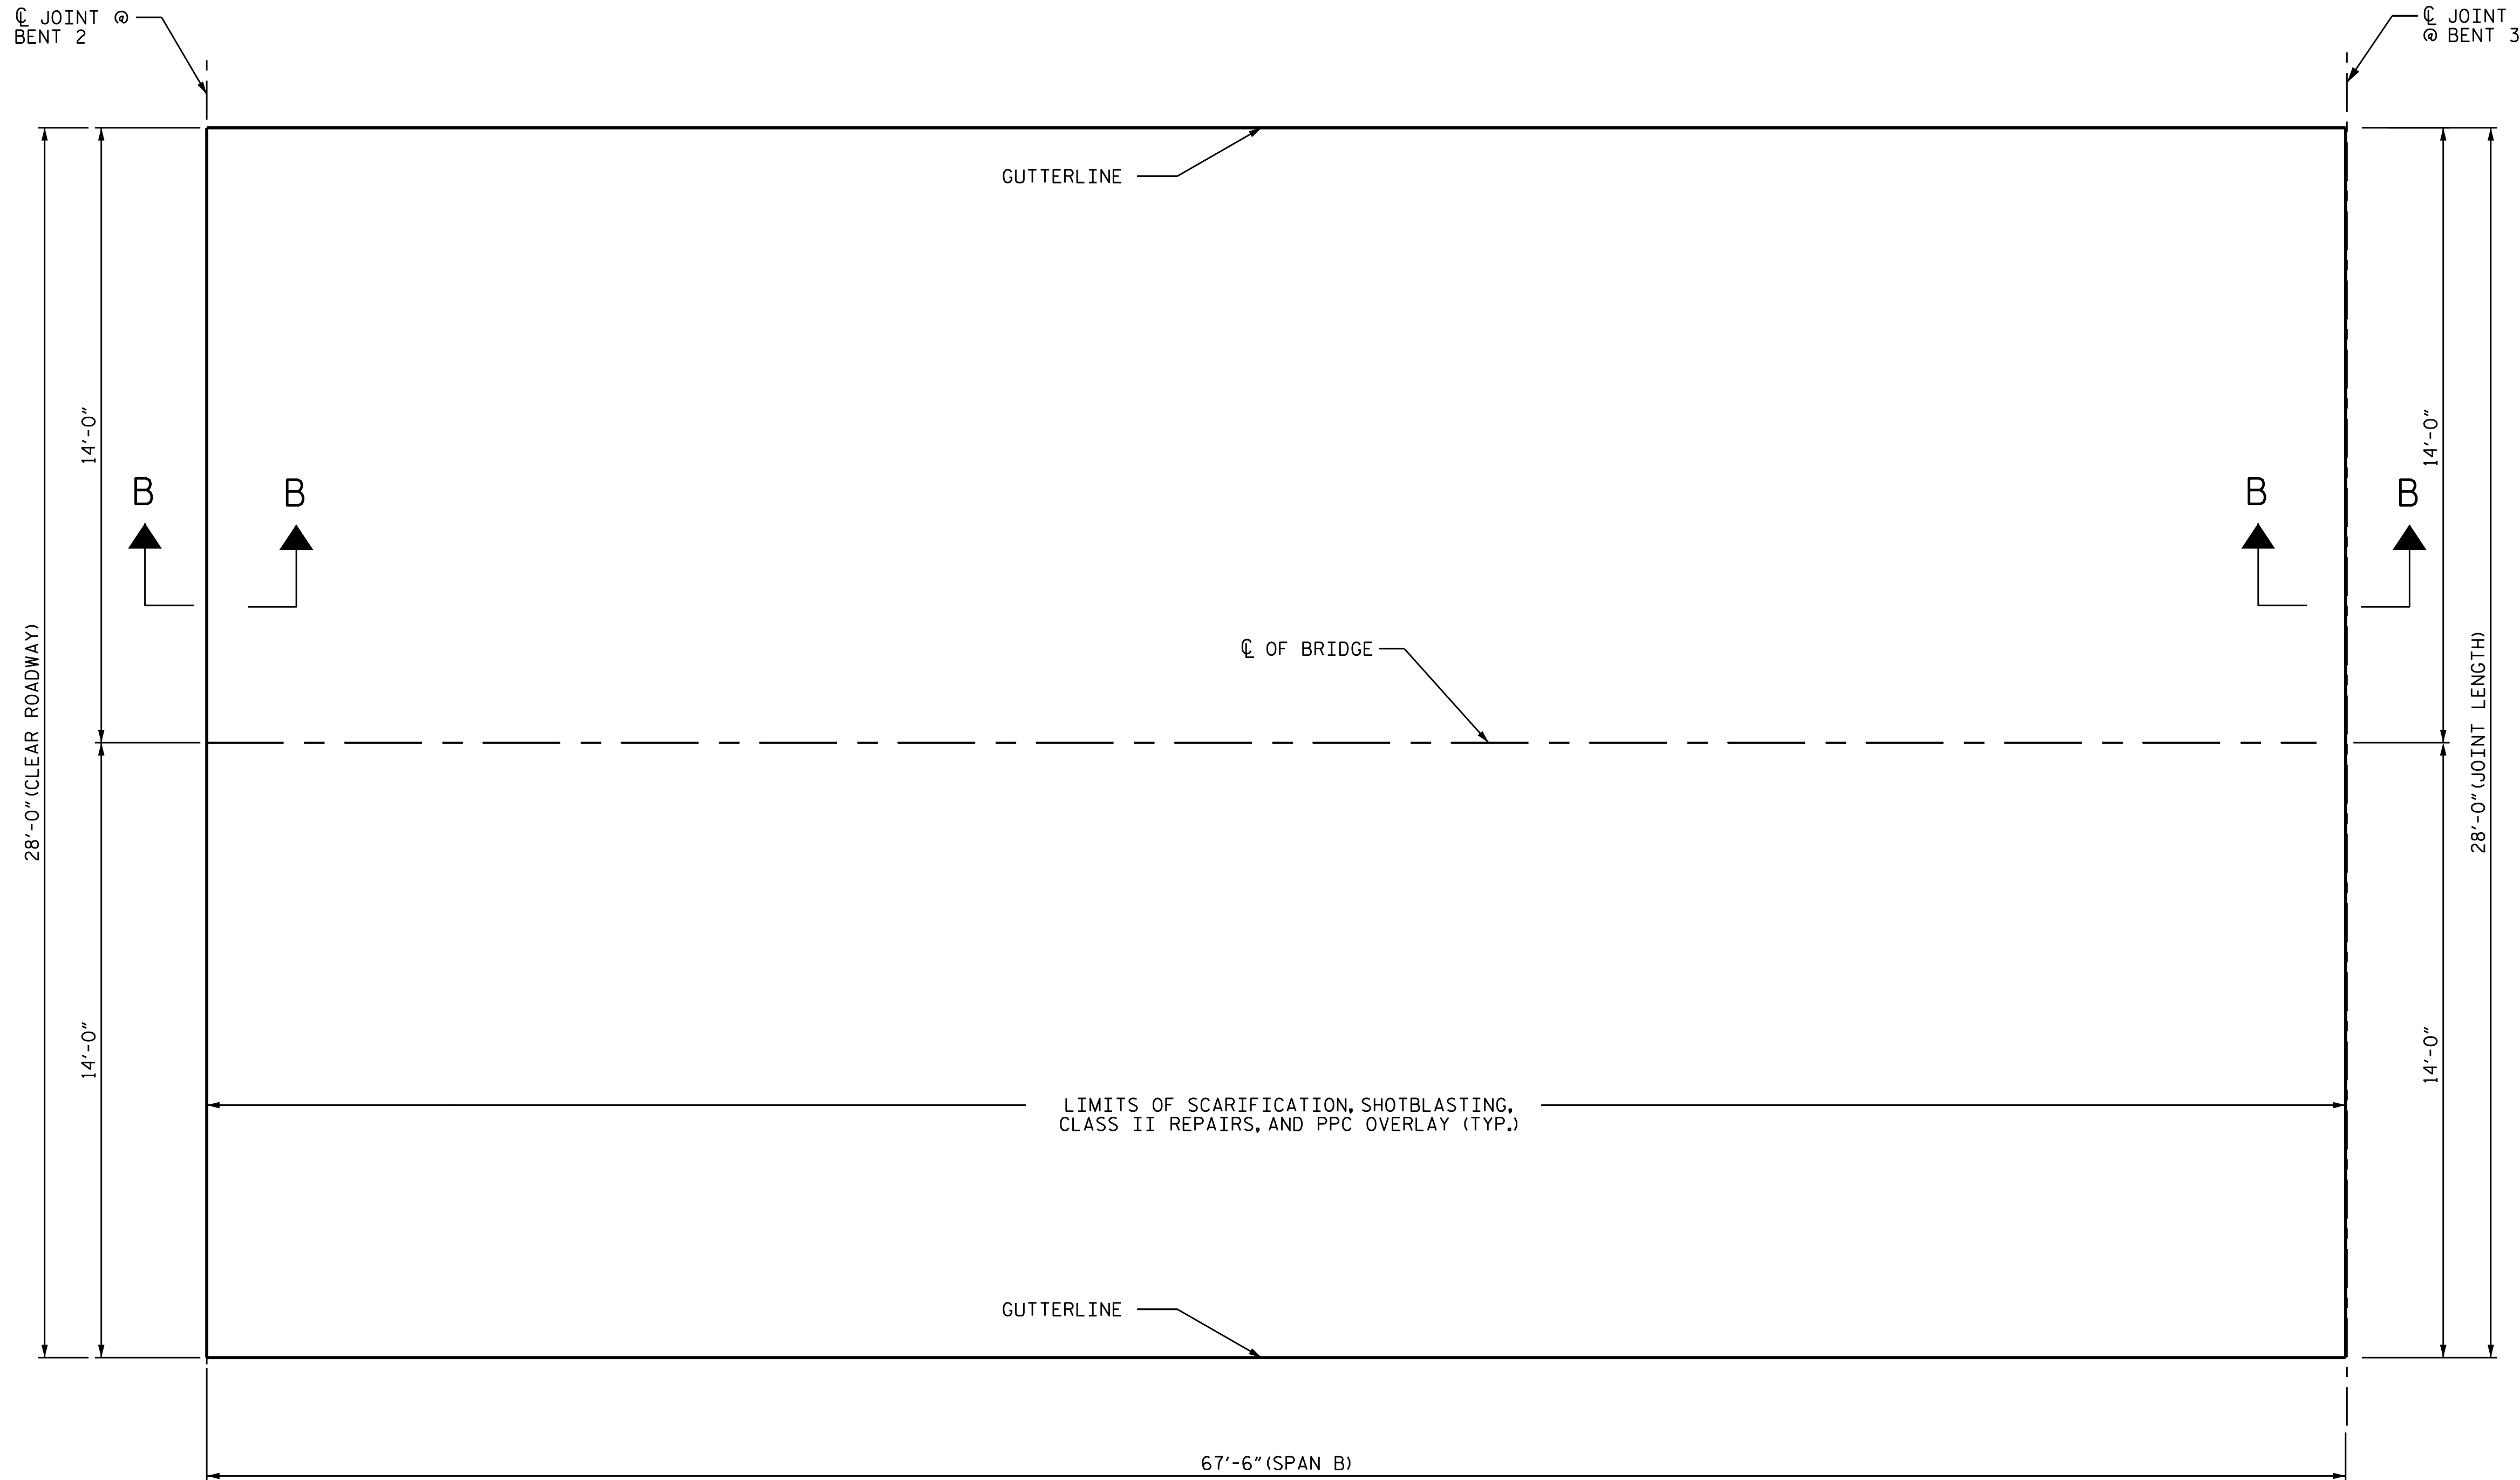 ℄ JOINT @
BENT 2
℄ JOINT
@ BENT 3
GUTTERLINE
14'-0"
14'-0"
B
B
B
B
28'-0"(CLEAR ROADWAY)
℄ OF BRIDGE
28'-0"(JOINT LENGTH)
14'-0"
14'-0"
LIMITS OF SCARIFICATION, SHOTBLASTING,
CLASS II REPAIRS, AND PPC OVERLAY (TYP.)
GUTTERLINE
67'-6"(SPAN B)